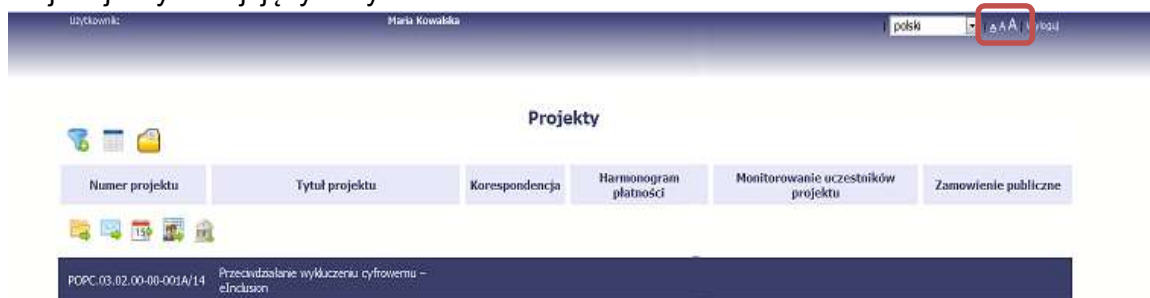 Użytkownik: Maria Kowalska | polski | A A A | Wyloguj
Projekty
Numer projektu Tytuł projektu Korespondencja Harmonogram płatności Monitorowanie uczestników projektu Zamowienie publiczne
POPC.03.02.00-00-001A/14 Przeciwdziałanie wykluczeniu cyfrowemu –
eInclusion